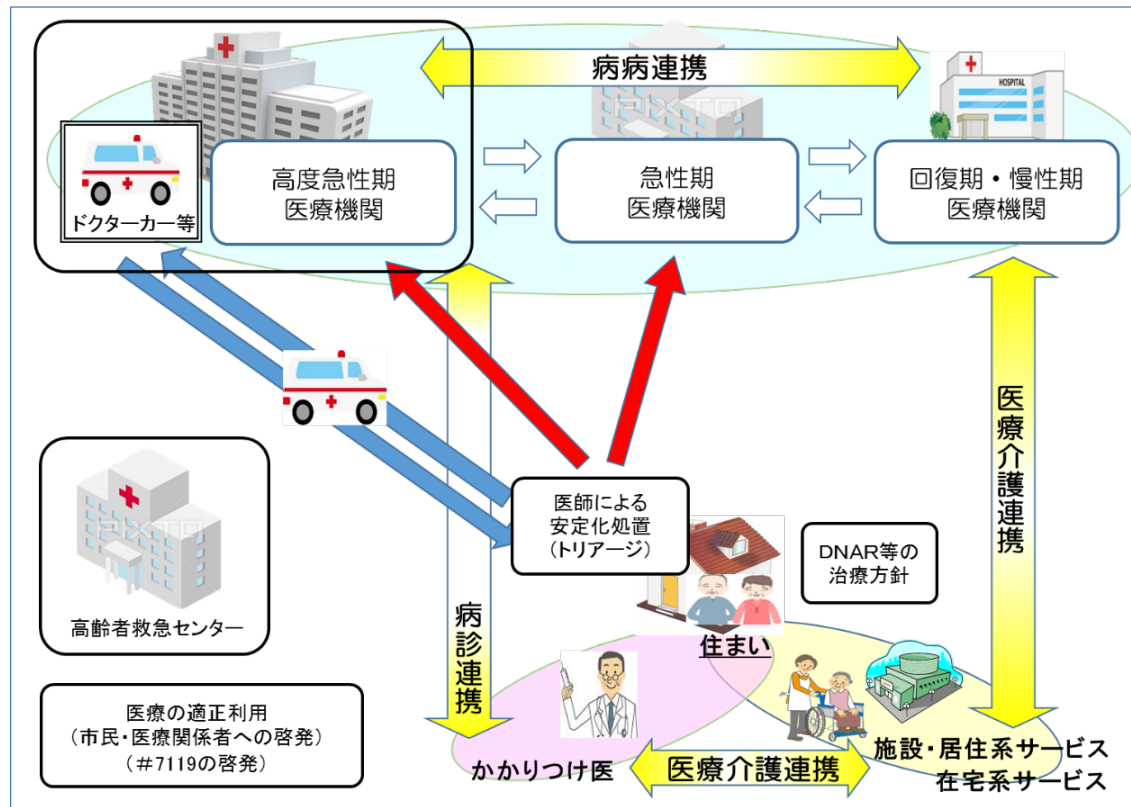 病病連携
HOSPITAL
PIXTA
ドクターカー等
高度急性期
医療機関
急性期
医療機関
回復期・慢性期
医療機関
医療介護連携
医師による
安定化処置
(トリアージ)
DNAR等の
治療方針
PIXTA
高齢者救急センター
病診連携
住まい
医療の適正利用
(市民・医療関係者への啓発)
(#7119の啓発)
かかりつけ医
医療介護連携
施設・居住系サービス
在宅系サービス